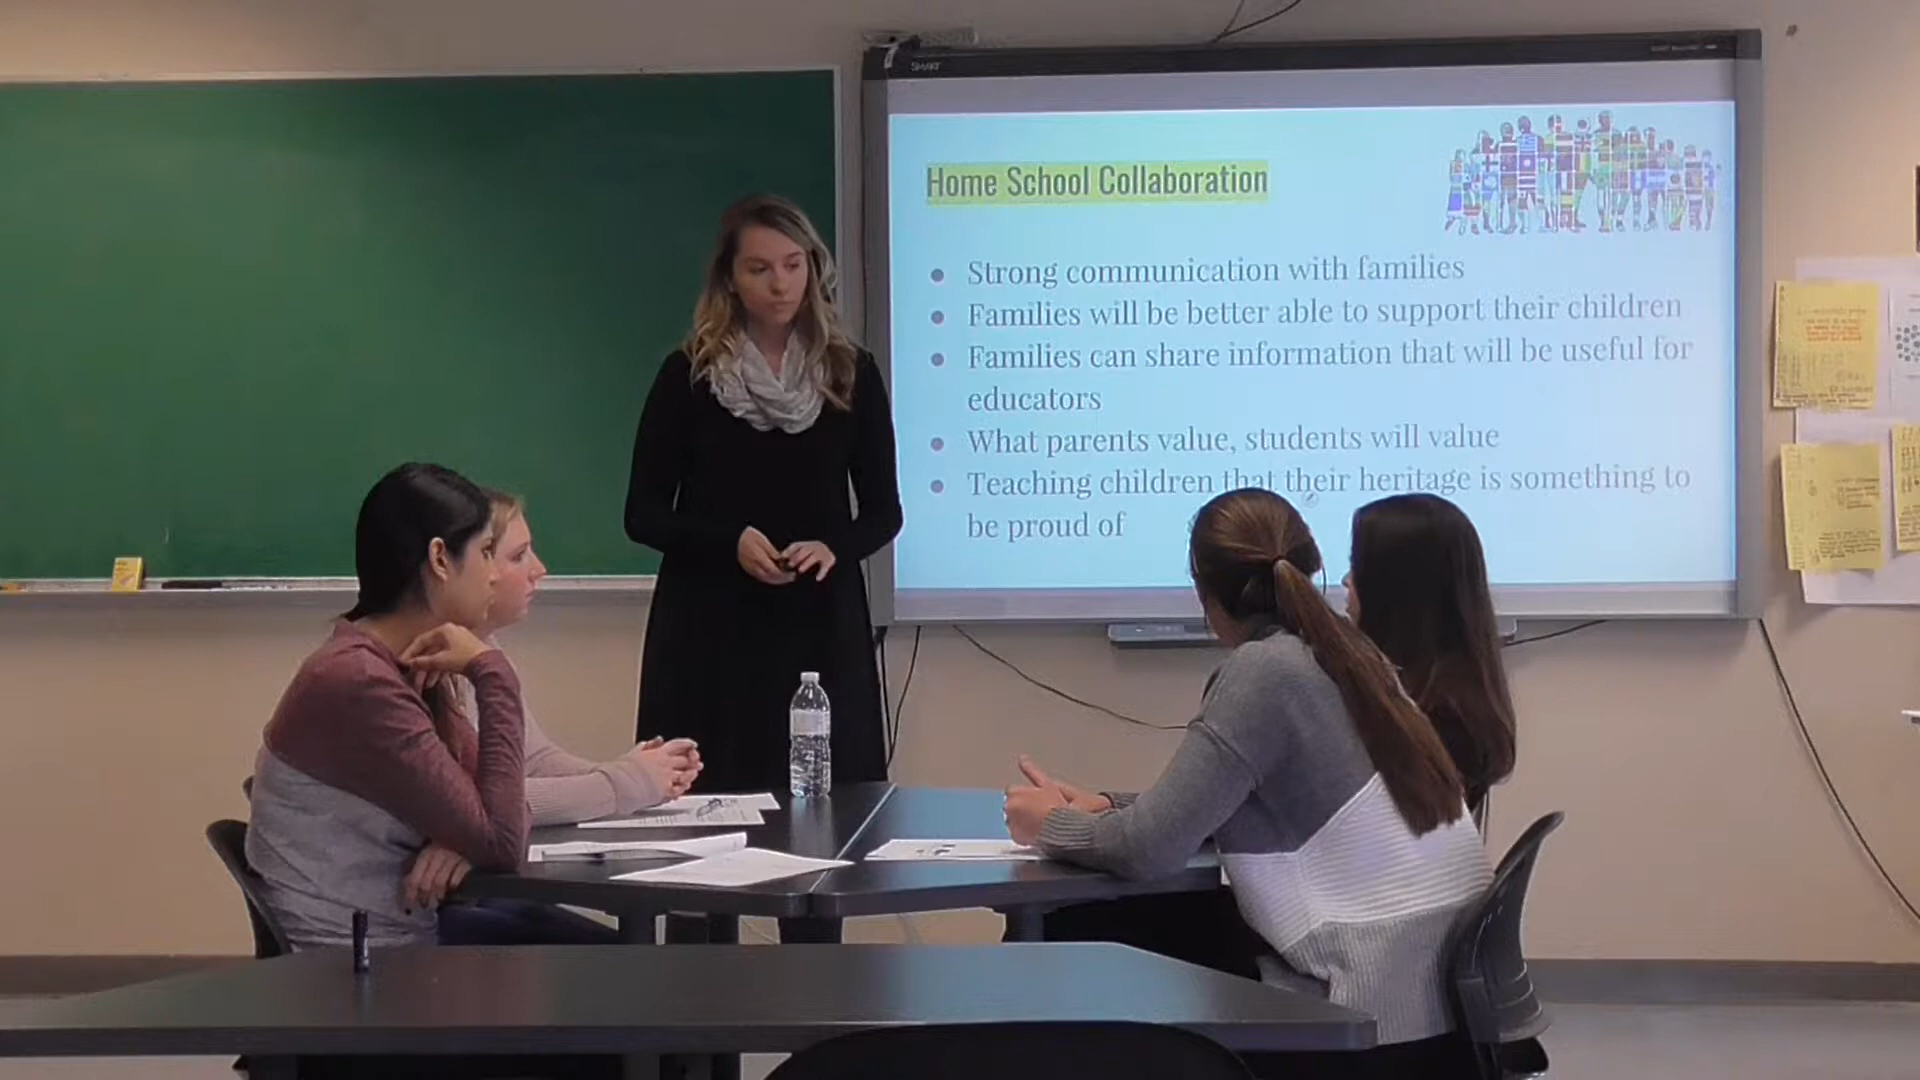 SMART
Home School Collaboration
● Strong communication with families
● Families will be better able to support their children
● Families can share information that will be useful for
educators
● What parents value, students will value
● Teaching children that their heritage is something to
be proud of